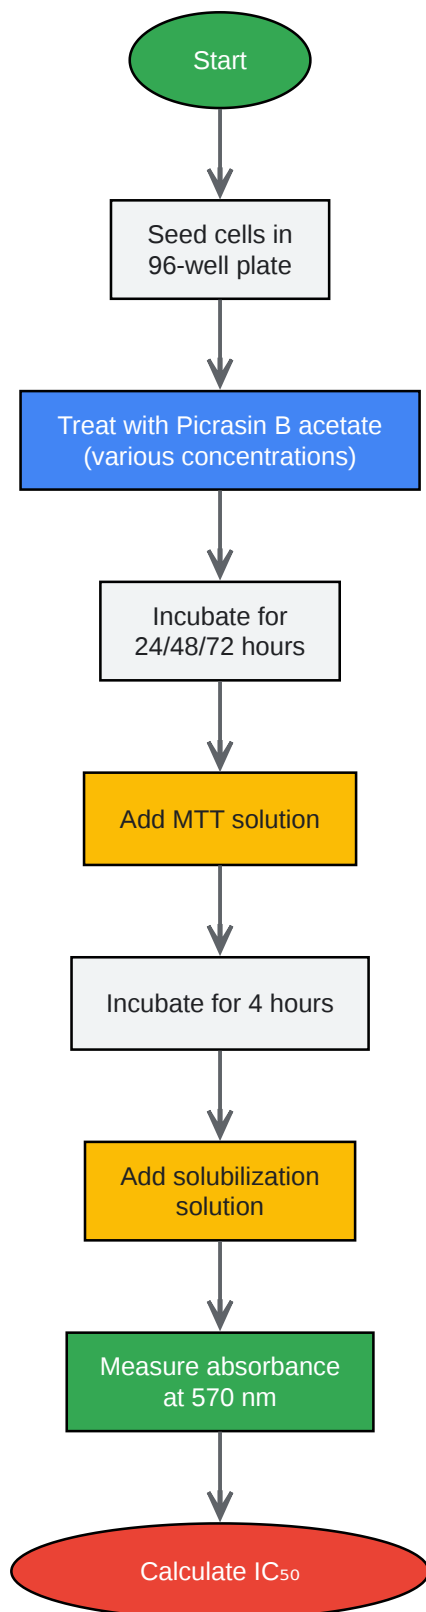 Start
Seed cells in
96-well plate
Treat with Picrasin B acetate
(various concentrations)
Incubate for
24/48/72 hours
Add MTT solution
Incubate for 4 hours
Add solubilization
solution
Measure absorbance
at 570 nm
Calculate IC₅₀